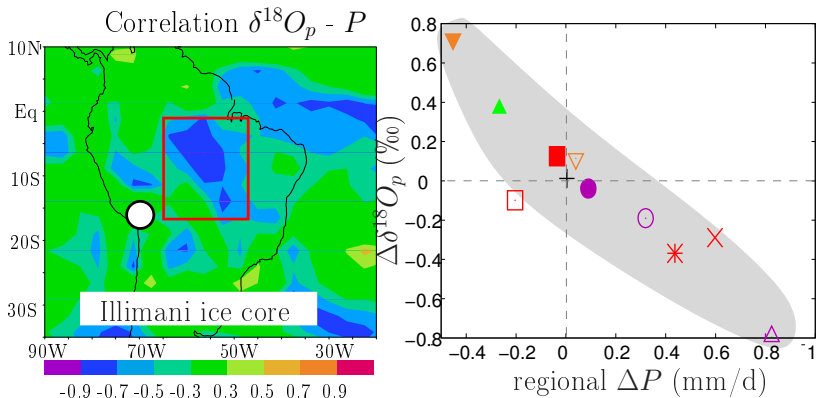 Correlation δ¹⁸Oₚ - P
10N
Eq
10S
20S
30S
Illimani ice core
90W 70W 50W 30W
-0.9 -0.7 -0.5 -0.3 0.3 0.5 0.7 0.9
0.8
0.6
0.4
0.2
0
−0.2
−0.4
−0.6
−0.8
Δδ¹⁸Oₚ (‰)
−0.4 −0.2 0 0.2 0.4 0.6 0.8 1
regional ΔP (mm/d)